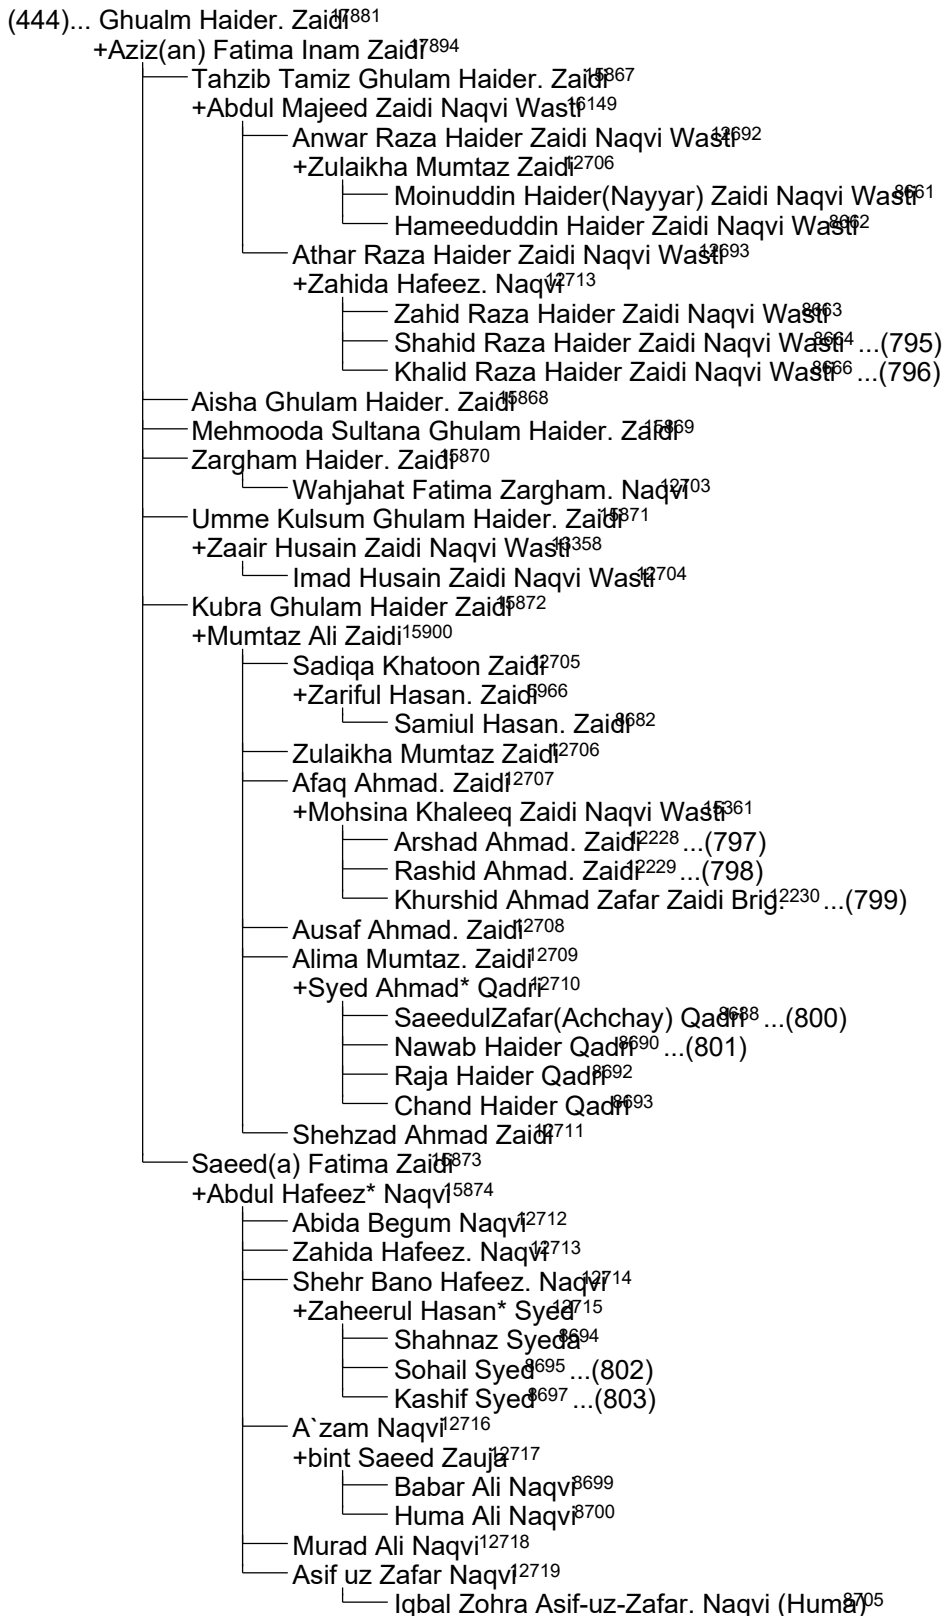 (444)... Ghualm Haider. Zaidi17881
+Aziz(an) Fatima Inam Zaidi17894
Tahzib Tamiz Ghulam Haider. Zaidi15867
+Abdul Majeed Zaidi Naqvi Wasti16149
Anwar Raza Haider Zaidi Naqvi Wasti12692
+Zulaikha Mumtaz Zaidi12706
Moinuddin Haider(Nayyar) Zaidi Naqvi Wasti8661
Hameeduddin Haider Zaidi Naqvi Wasti8662
Athar Raza Haider Zaidi Naqvi Wasti12693
+Zahida Hafeez. Naqvi12713
Zahid Raza Haider Zaidi Naqvi Wasti8663
Shahid Raza Haider Zaidi Naqvi Wasti8664 ...(795)
Khalid Raza Haider Zaidi Naqvi Wasti8666 ...(796)
Aisha Ghulam Haider. Zaidi15868
Mehmooda Sultana Ghulam Haider. Zaidi15869
Zargham Haider. Zaidi15870
Wahjahat Fatima Zargham. Naqvi12703
Umme Kulsum Ghulam Haider. Zaidi15871
+Zaair Husain Zaidi Naqvi Wasti13358
Imad Husain Zaidi Naqvi Wasti12704
Kubra Ghulam Haider Zaidi15872
+Mumtaz Ali Zaidi15900
Sadiqa Khatoon Zaidi12705
+Zariful Hasan. Zaidi5966
Samiul Hasan. Zaidi8682
Zulaikha Mumtaz Zaidi12706
Afaq Ahmad. Zaidi12707
+Mohsina Khaleeq Zaidi Naqvi Wasti15361
Arshad Ahmad. Zaidi12228 ...(797)
Rashid Ahmad. Zaidi12229 ...(798)
Khurshid Ahmad Zafar Zaidi Brig.12230 ...(799)
Ausaf Ahmad. Zaidi12708
Alima Mumtaz. Zaidi12709
+Syed Ahmad* Qadri12710
SaeedulZafar(Achchay) Qadri8688 ...(800)
Nawab Haider Qadri8690 ...(801)
Raja Haider Qadri8692
Chand Haider Qadri8693
Shehzad Ahmad Zaidi12711
Saeed(a) Fatima Zaidi15873
+Abdul Hafeez* Naqvi15874
Abida Begum Naqvi12712
Zahida Hafeez. Naqvi12713
Shehr Bano Hafeez. Naqvi12714
+Zaheerul Hasan* Syed12715
Shahnaz Syeda8694
Sohail Syed8695 ...(802)
Kashif Syed8697 ...(803)
A`zam Naqvi12716
+bint Saeed Zauja12717
Babar Ali Naqvi8699
Huma Ali Naqvi8700
Murad Ali Naqvi12718
Asif uz Zafar Naqvi12719
Iqbal Zohra Asif-uz-Zafar. Naqvi (Huma)8705